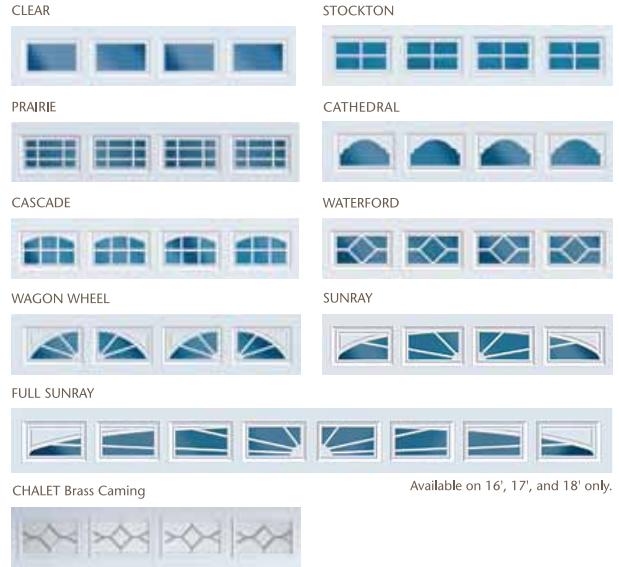 CLEAR
STOCKTON
PRAIRIE
CATHEDRAL
CASCADE
WATERFORD
WAGON WHEEL
SUNRAY
FULL SUNRAY
Available on 16', 17', and 18' only.
CHALET Brass Caming